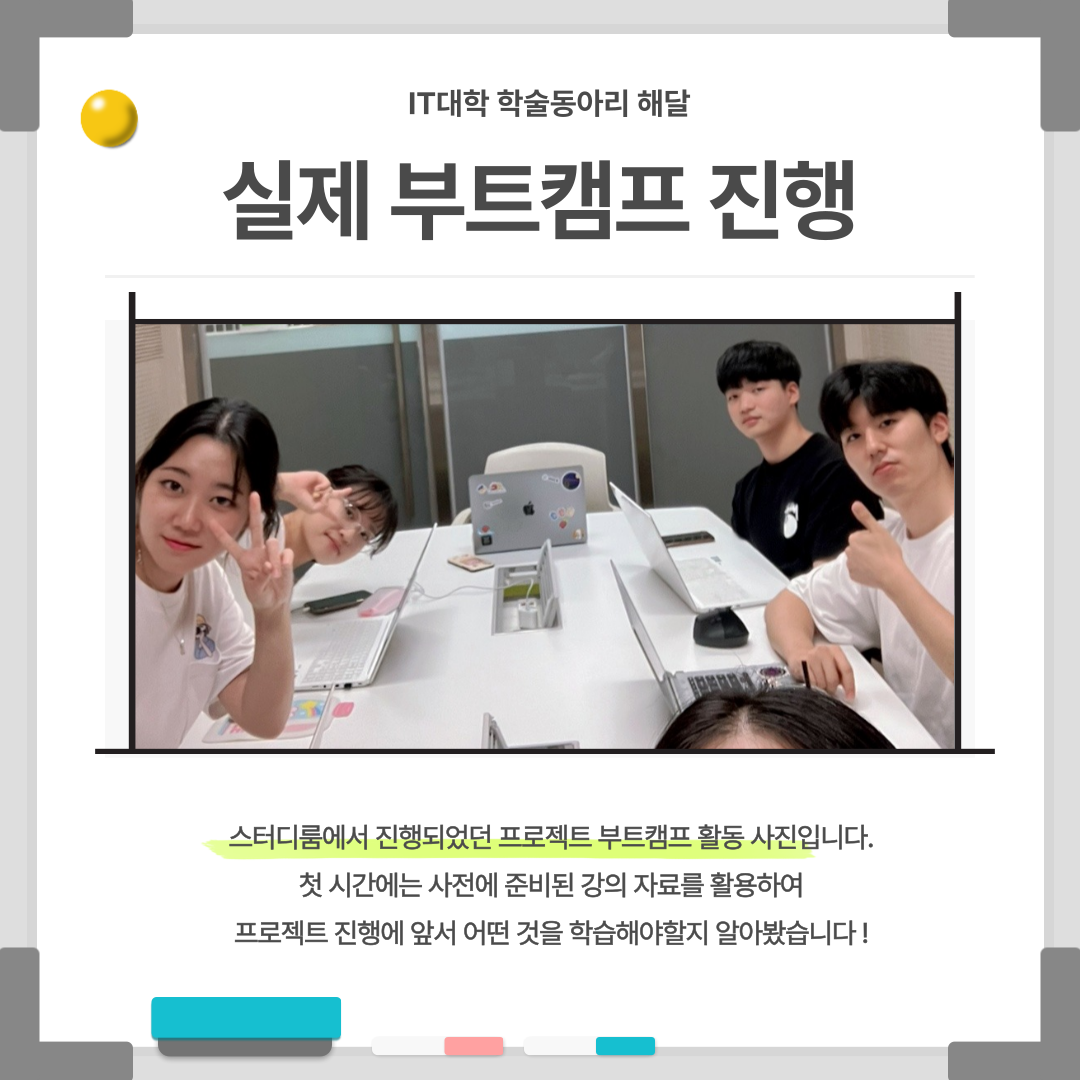 IT대학 학술동아리 해달
실제 부트캠프 진행
스터디룸에서 진행되었던 프로젝트 부트캠프 활동 사진입니다.
첫 시간에는 사전에 준비된 강의 자료를 활용하여
프로젝트 진행에 앞서 어떤 것을 학습해야할지 알아봤습니다 !